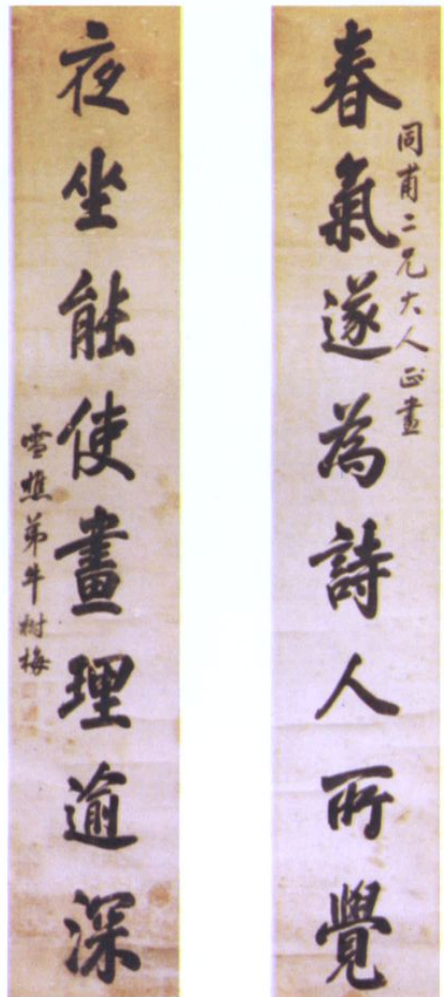 春氣遂為詩人所覺
同甫二兄大人正書
夜坐能使畫理逾深
雪樵弟牛樹梅